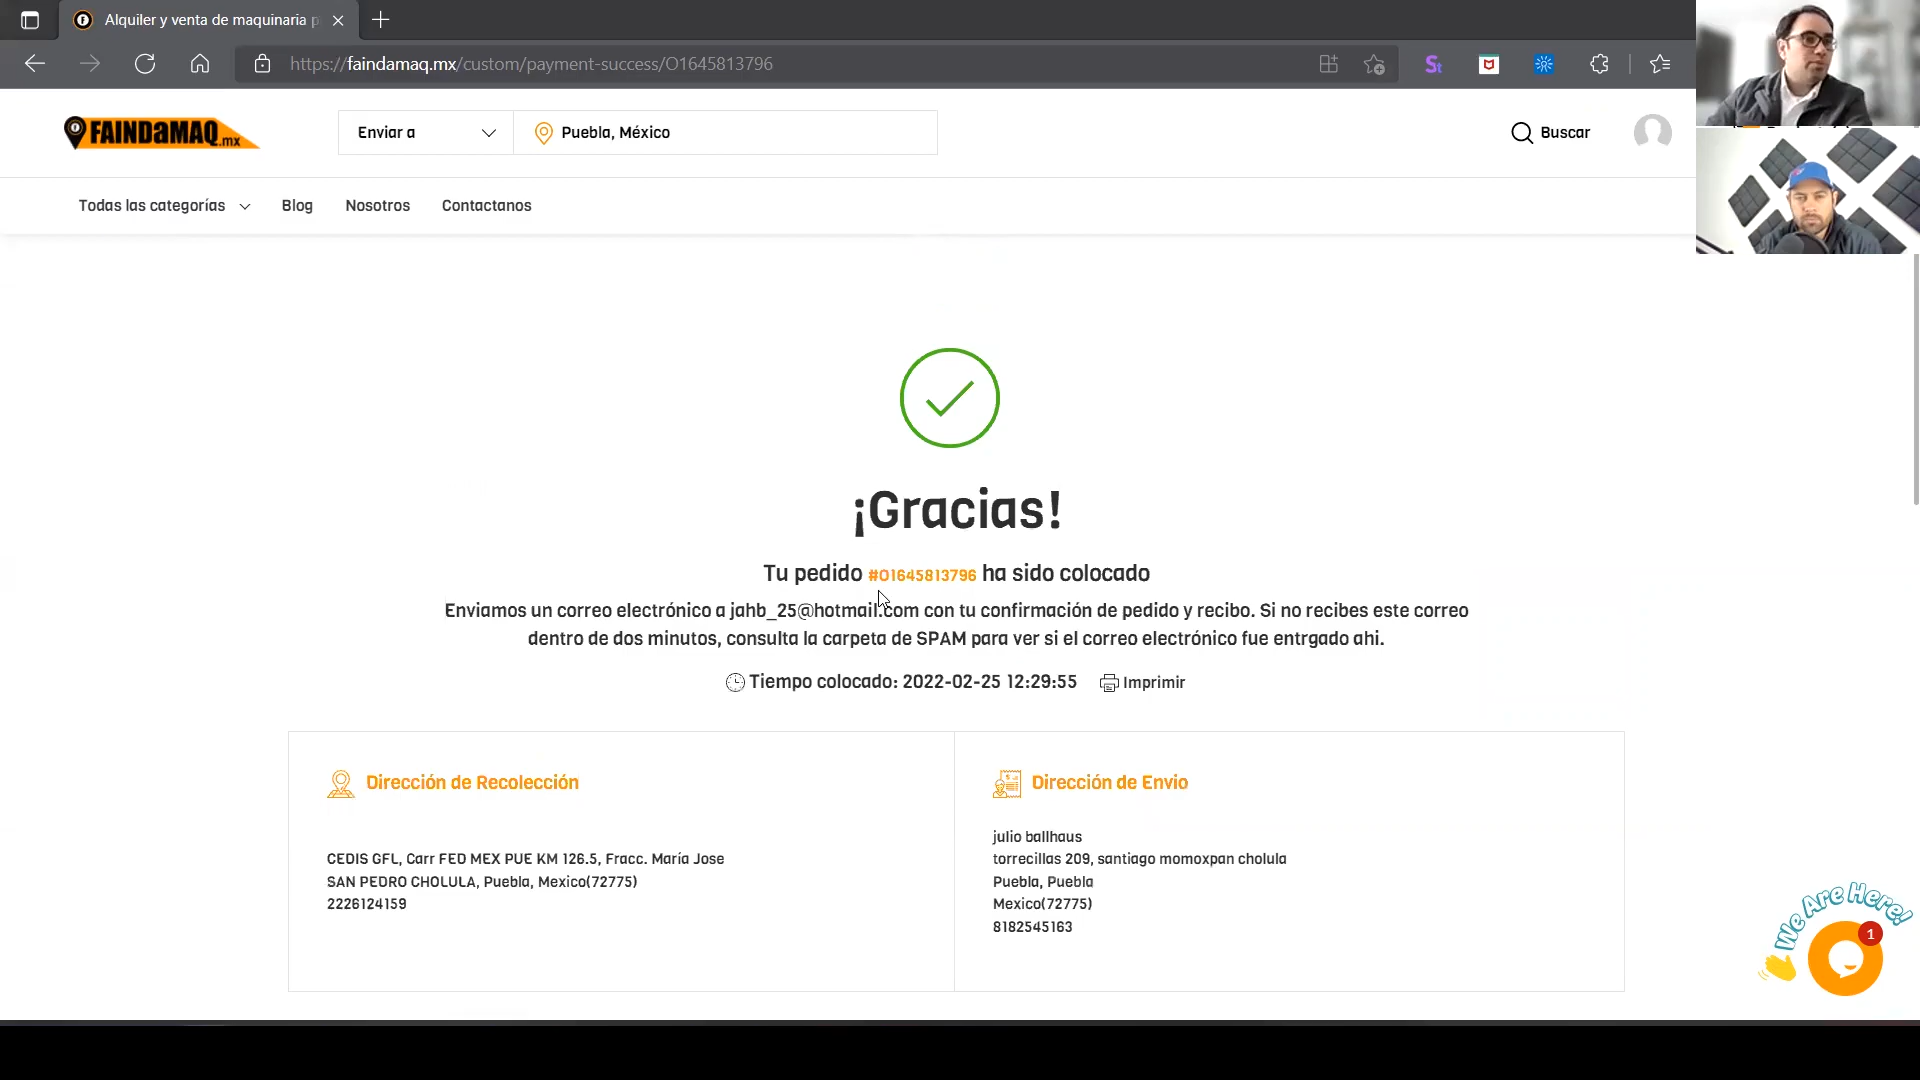 Alquiler y venta de maquinaria p
https://faindamaq.mx/custom/payment-success/O1645813796
FAINDaMAQ.mx
Enviar a
Puebla, México
Buscar
Todas las categorías
Blog
Nosotros
Contactanos
¡Gracias!
Tu pedido #O1645813796 ha sido colocado
Enviamos un correo electrónico a jahb_25@hotmail.com con tu confirmación de pedido y recibo. Si no recibes este correo
dentro de dos minutos, consulta la carpeta de SPAM para ver si el correo electrónico fue entrgado ahi.
Tiempo colocado: 2022-02-25 12:29:55
Imprimir
Dirección de Recolección
CEDIS GFL, Carr FED MEX PUE KM 126.5, Fracc. María Jose
SAN PEDRO CHOLULA, Puebla, Mexico(72775)
2226124159
Dirección de Envio
julio ballhaus
torrecillas 209, santiago momoxpan cholula
Puebla, Puebla
Mexico(72775)
8182545163
We Are Here!
1